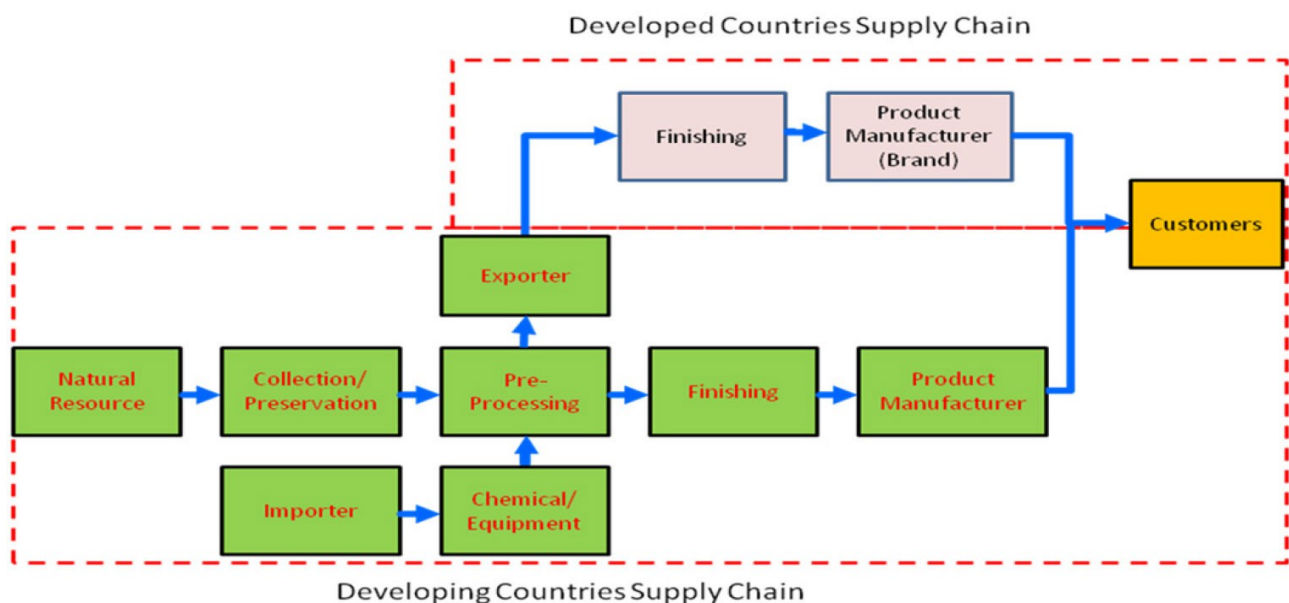 Developed Countries Supply Chain
Finishing
Product
Manufacturer
(Brand)
Customers
Exporter
Natural
Resource
Collection/
Preservation
Pre-
Processing
Finishing
Product
Manufacturer
Importer
Chemical/
Equipment
Developing Countries Supply Chain